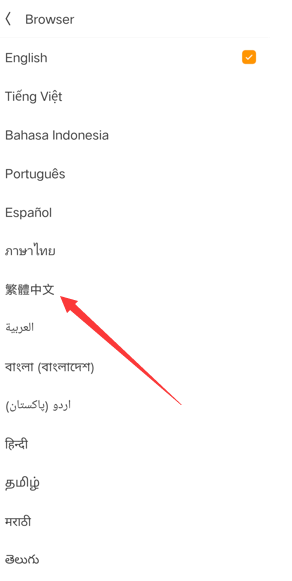 Browser
English
Tiếng Việt
Bahasa Indonesia
Português
Español
ภาษาไทย
繁體中文
العربية
বাংলা (বাংলাদেশ)
اردو (پاکستان)
हिन्दी
தமிழ்
मराठी
తెలుగు